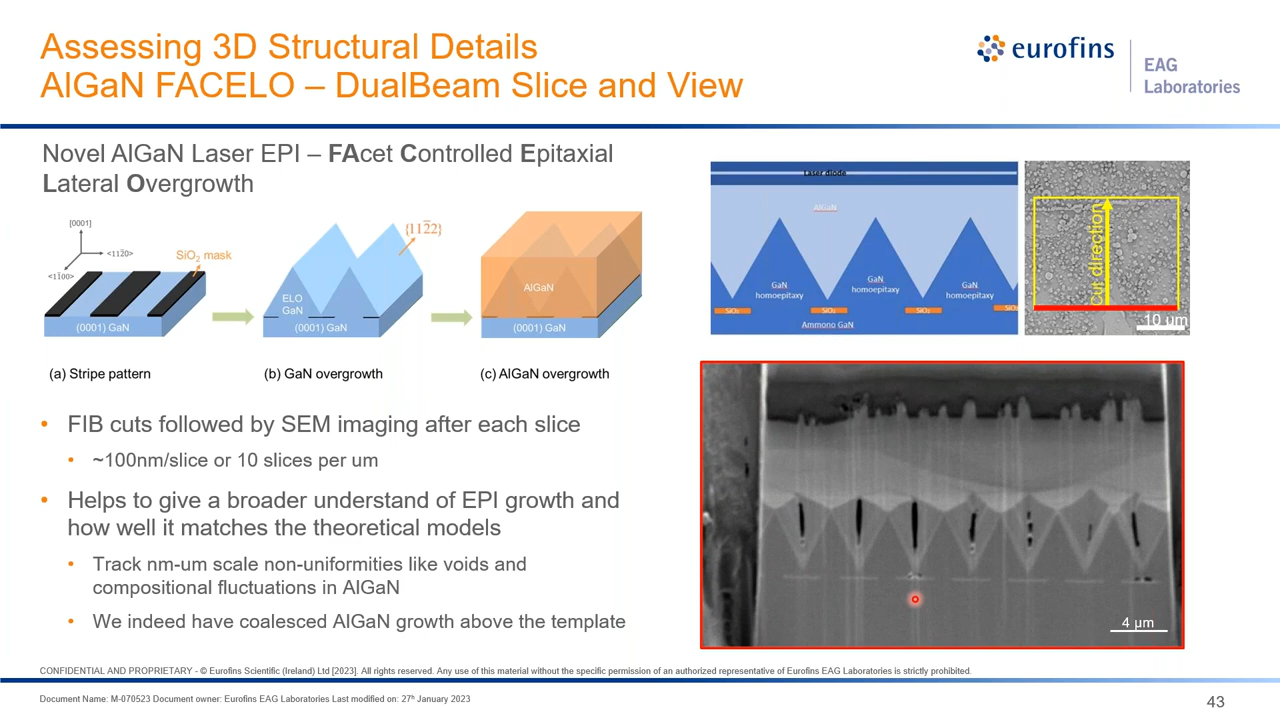 Assessing 3D Structural Details
AlGaN FACELO – DualBeam Slice and View
eurofins
EAG
Laboratories
Novel AlGaN Laser EPI – FAcet Controlled Epitaxial
Lateral Overgrowth
[0001]
<11-20>
<1-100>
SiO₂ mask
(0001) GaN
{11-22}
ELO
GaN
(0001) GaN
AlGaN
(0001) GaN
(a) Stripe pattern
(b) GaN overgrowth
(c) AlGaN overgrowth
Laser diode
AlGaN
GaN
homoepitaxy
GaN
homoepitaxy
GaN
homoepitaxy
SiO₂
SiO₂
SiO₂
SiO₂
Ammono GaN
Cut direction
10 µm
• FIB cuts followed by SEM imaging after each slice
• ~100nm/slice or 10 slices per um
• Helps to give a broader understand of EPI growth and
how well it matches the theoretical models
• Track nm-um scale non-uniformities like voids and
compositional fluctuations in AlGaN
• We indeed have coalesced AlGaN growth above the template
4 µm
CONFIDENTIAL AND PROPRIETARY - © Eurofins Scientific (Ireland) Ltd [2023]. All rights reserved. Any use of this material without the specific permission of an authorized representative of Eurofins EAG Laboratories is strictly prohibited.
Document Name: M-070523 Document owner: Eurofins EAG Laboratories Last modified on: 27th January 2023
43